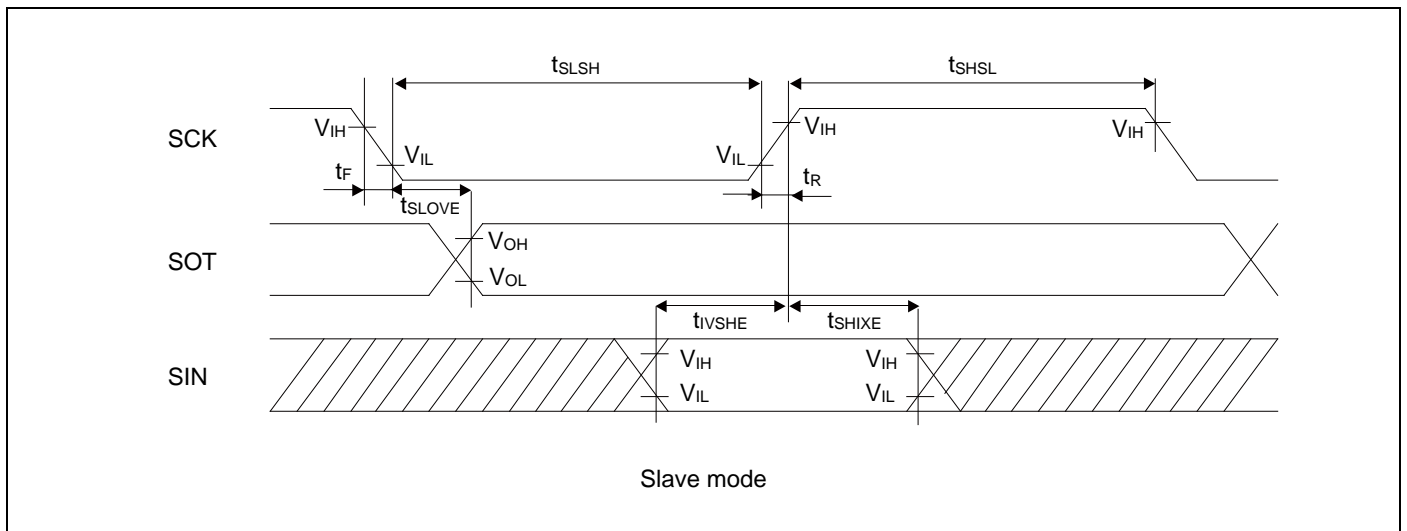 tSLSH tSHSL
SCK VIH VIL VIL VIH VIH
tF tSLOVE tR
SOT VOH
VOL
tIVSHE tSHIXE
SIN VIH VIH
VIL VIL
Slave mode